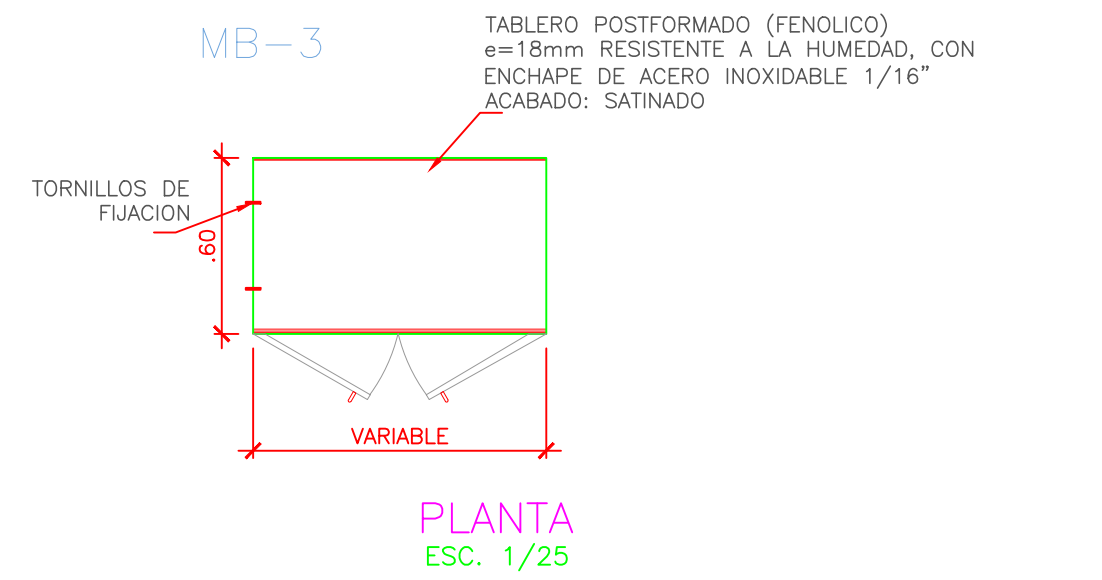 MB-3
TABLERO POSTFORMADO (FENOLICO)
e=18mm RESISTENTE A LA HUMEDAD, CON
ENCHAPE DE ACERO INOXIDABLE 1/16”
ACABADO: SATINADO
TORNILLOS DE
FIJACION
.60
VARIABLE
PLANTA
ESC. 1/25